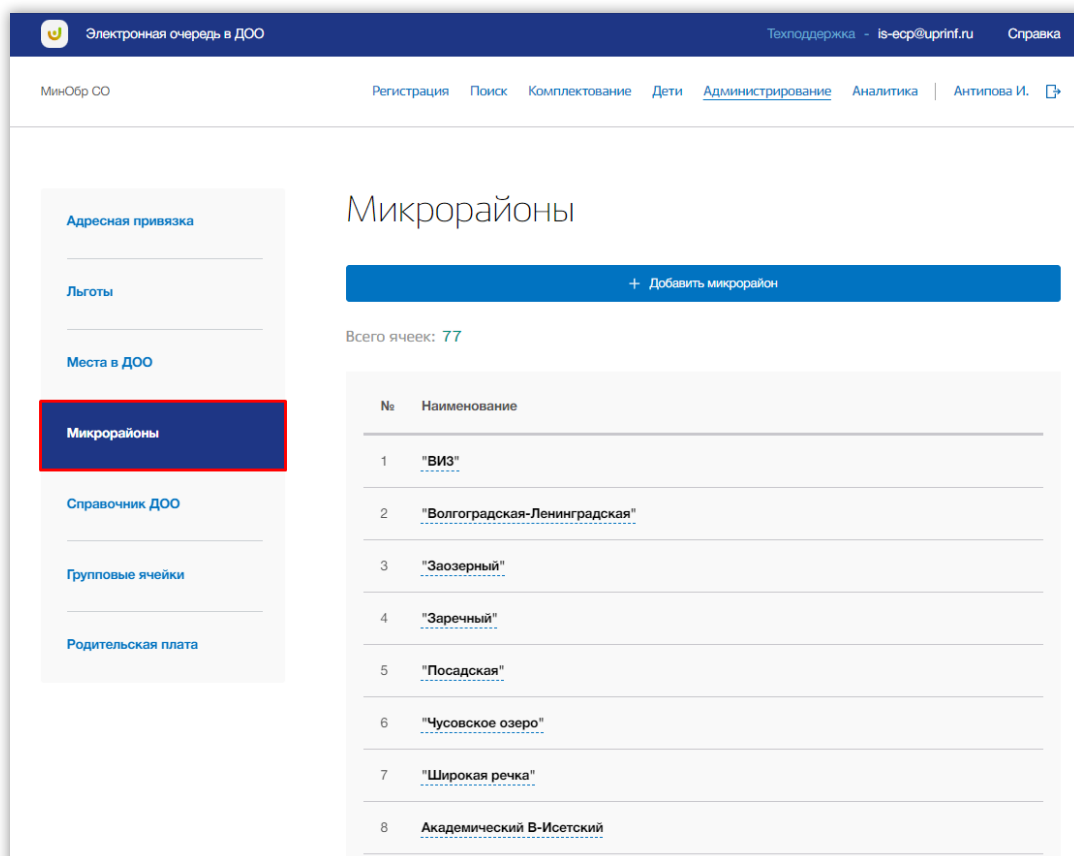 Электронная очередь в ДОО
Техподдержка - is-ecp@uprinf.ru Справка
МинОбр СО
Регистрация Поиск Комплектование Дети Администрирование Аналитика Антипова И.
Адресная привязка
Льготы
Места в ДОО
Микрорайоны
Справочник ДОО
Групповые ячейки
Родительская плата
Микрорайоны
+ Добавить микрорайон
Всего ячеек: 77
№ Наименование
1 "ВИЗ"
2 "Волгоградская-Ленинградская"
3 "Заозерный"
4 "Заречный"
5 "Посадская"
6 "Чусовское озеро"
7 "Широкая речка"
8 Академический В-Исетский